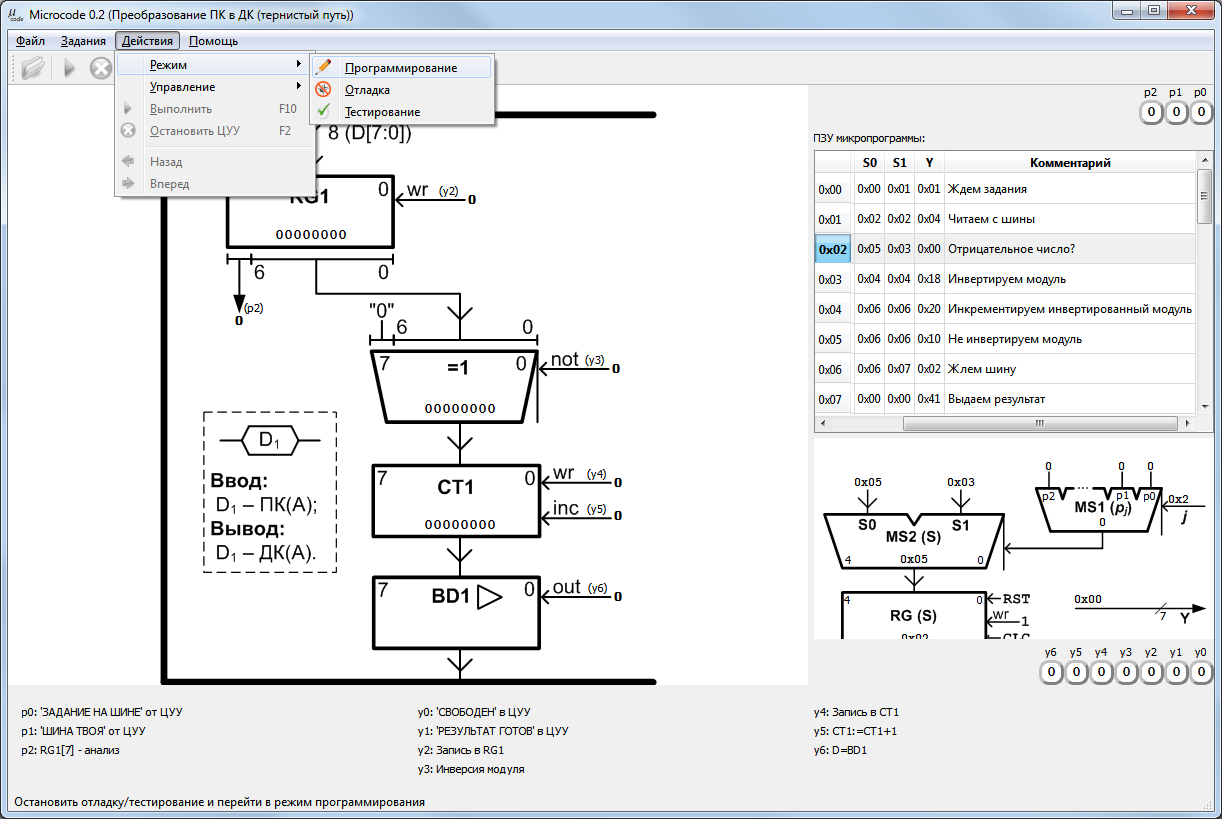 μ code Microcode 0.2 (Преобразование ПК в ДК (тернистый путь))
Файл Задания Действия Помощь
Режим
Управление
Выполнить F10
Остановить ЦУУ F2
Назад
Вперед
Программирование
Отладка
Тестирование
8 (D[7:0])
RG1 0
00000000
wr (y2) 0
6 0
(p2)
0
"0"
6 0
7 =1 0
00000000
not (y3) 0
7 CT1 0
00000000
wr (y4) 0
inc (y5) 0
7 BD1 0
out (y6) 0
D1
Ввод:
D1 – ПК(А);
Вывод:
D1 – ДК(А).
p2 p1 p0
0 0 0
ПЗУ микропрограммы:
S0 S1 Y Комментарий
0x00 0x00 0x01 0x01 Ждем задания
0x01 0x02 0x02 0x04 Читаем с шины
0x02 0x05 0x03 0x00 Отрицательное число?
0x03 0x04 0x04 0x18 Инвертируем модуль
0x04 0x06 0x06 0x20 Инкрементируем инвертированный модуль
0x05 0x06 0x06 0x10 Не инвертируем модуль
0x06 0x06 0x07 0x02 Жлем шину
0x07 0x00 0x00 0x41 Выдаем результат
0x05 0x03
S0 S1
MS2 (S)
4 0x05 0
0 0 0
p2 ... p1 p0
MS1 (pj)
0
0x2
j
4 0
RG (S)
0x02
RST
wr 1
CLC
0x00
7 Y
y6 y5 y4 y3 y2 y1 y0
0 0 0 0 0 0 0
p0: 'ЗАДАНИЕ НА ШИНЕ' от ЦУУ
p1: 'ШИНА ТВОЯ' от ЦУУ
p2: RG1[7] - анализ
y0: 'СВОБОДЕН' в ЦУУ
y1: 'РЕЗУЛЬТАТ ГОТОВ' в ЦУУ
y2: Запись в RG1
y3: Инверсия модуля
y4: Запись в CT1
y5: CT1:=CT1+1
y6: D=BD1
Остановить отладку/тестирование и перейти в режим программирования